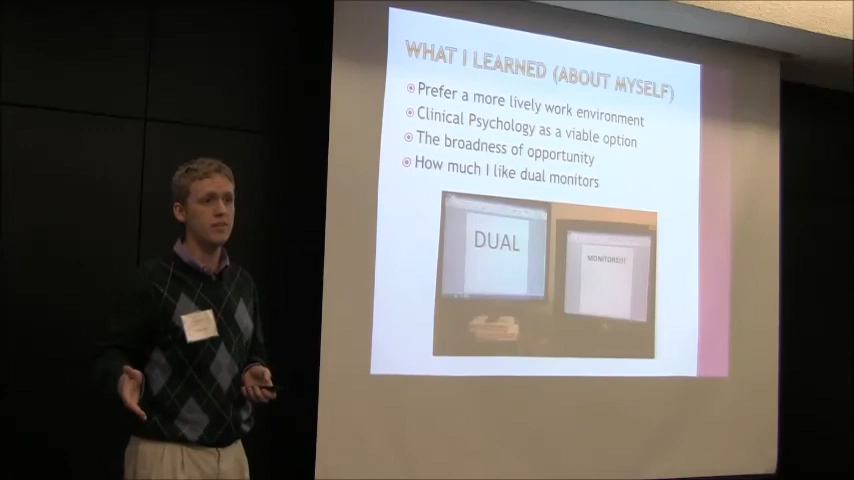 WHAT I LEARNED (ABOUT MYSELF)
Prefer a more lively work environment
Clinical Psychology as a viable option
The broadness of opportunity
How much I like dual monitors
DUAL
MONITORS!!!